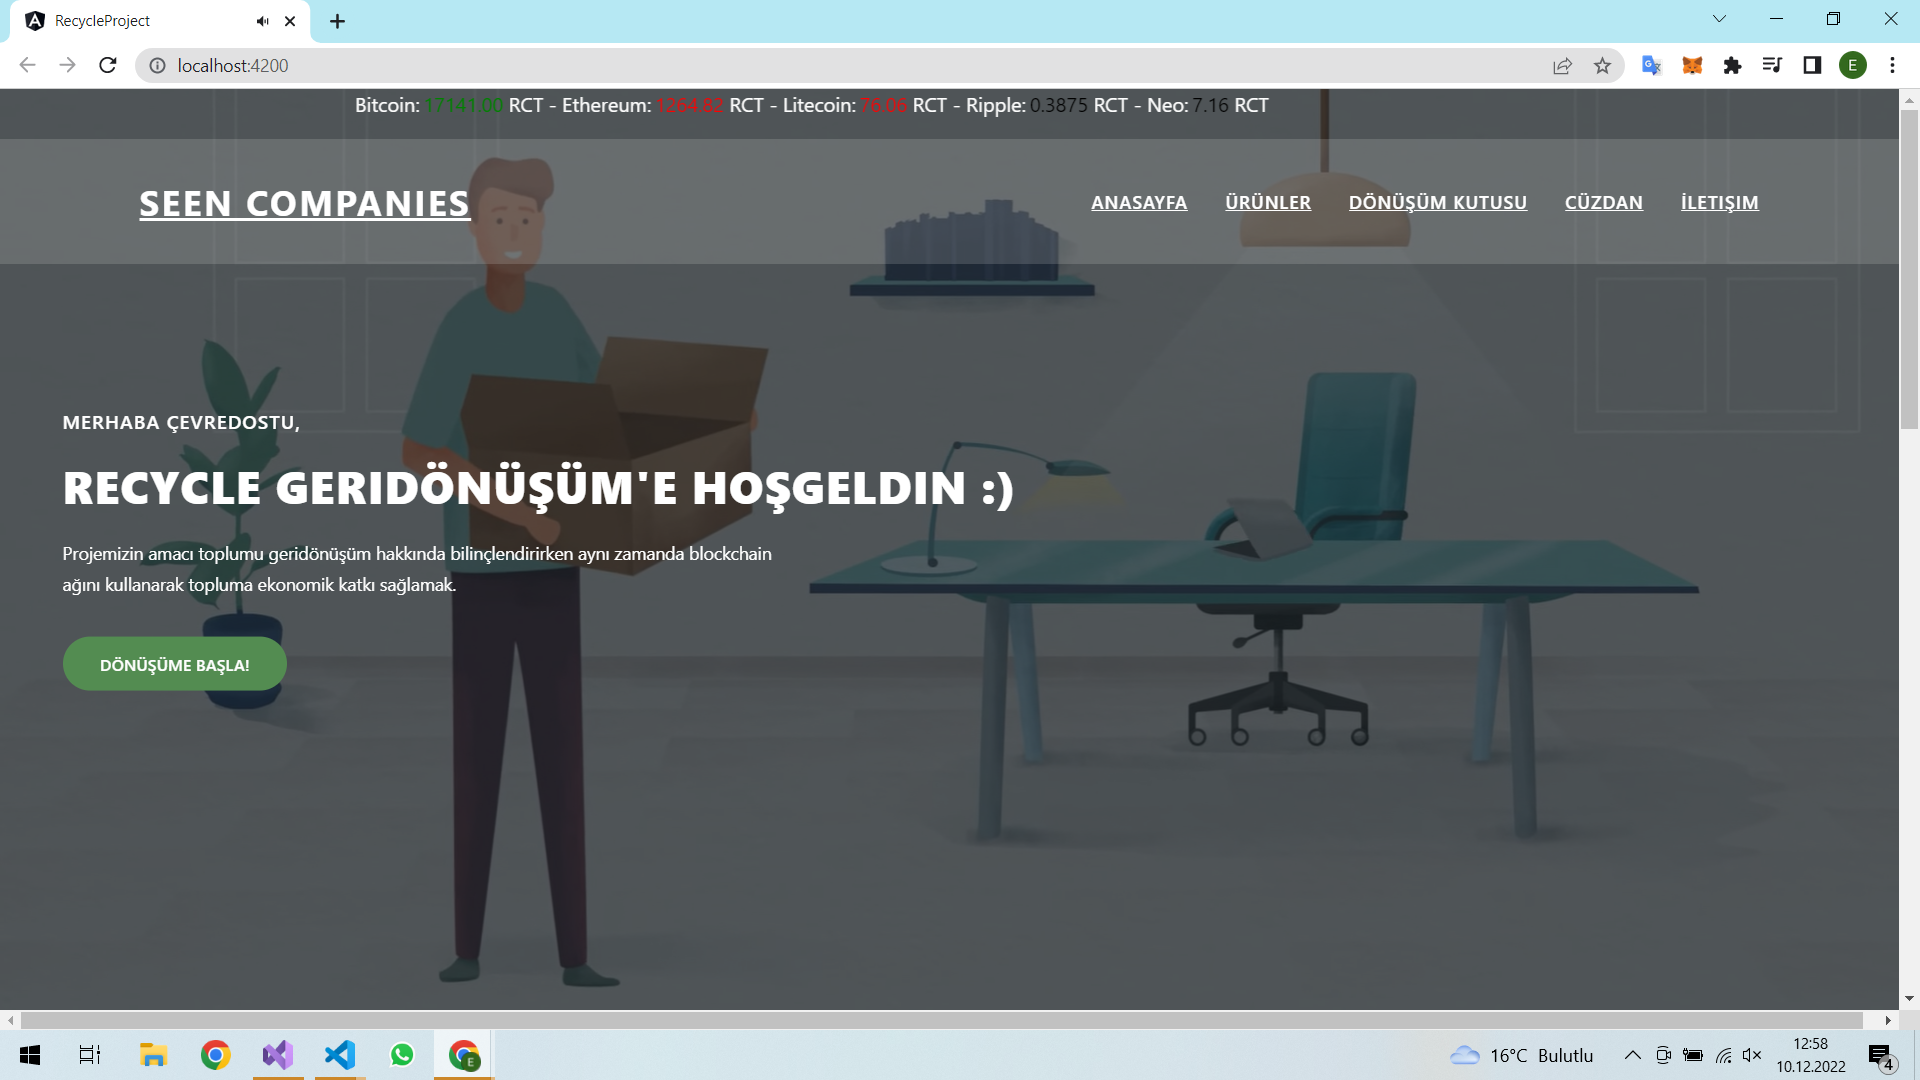 RecycleProject
localhost:4200
E
Bitcoin: 17141.00 RCT - Ethereum: 1264.82 RCT - Litecoin: 76.06 RCT - Ripple: 0.3875 RCT - Neo: 7.16 RCT
SEEN COMPANIES
ANASAYFA ÜRÜNLER DÖNÜŞÜM KUTUSU CÜZDAN İLETIŞIM
MERHABA ÇEVREDOSTU,
RECYCLE GERIDÖNÜŞÜM'E HOŞGELDIN :)
Projemizin amacı toplumu geridönüşüm hakkında bilinçlendirirken aynı zamanda blockchain
ağını kullanarak topluma ekonomik katkı sağlamak.
DÖNÜŞÜME BAŞLA!
E
16°C Bulutlu
12:58
10.12.2022
4